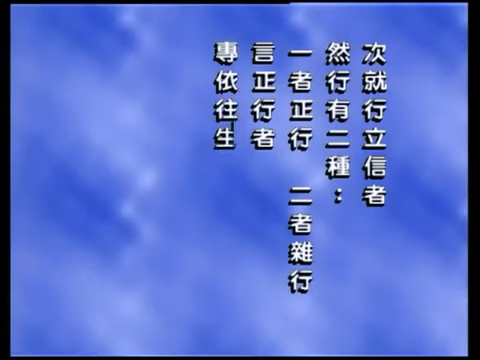 次就行立信者
然行有二種：
一者正行 二者雜行
言正行者
專依往生